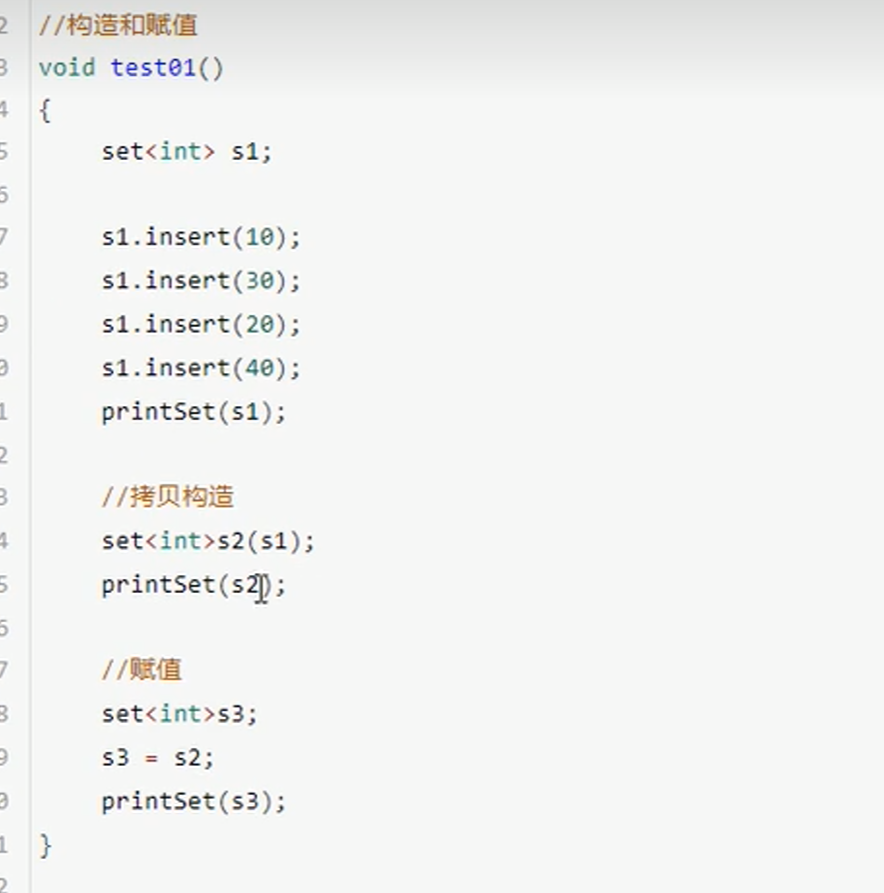 2 //构造和赋值
3 void test01()
4 {
5 set<int> s1;
6
7 s1.insert(10);
8 s1.insert(30);
9 s1.insert(20);
0 s1.insert(40);
1 printSet(s1);
2
3 //拷贝构造
4 set<int>s2(s1);
5 printSet(s2);
6
7 //赋值
8 set<int>s3;
9 s3 = s2;
0 printSet(s3);
1 }
2